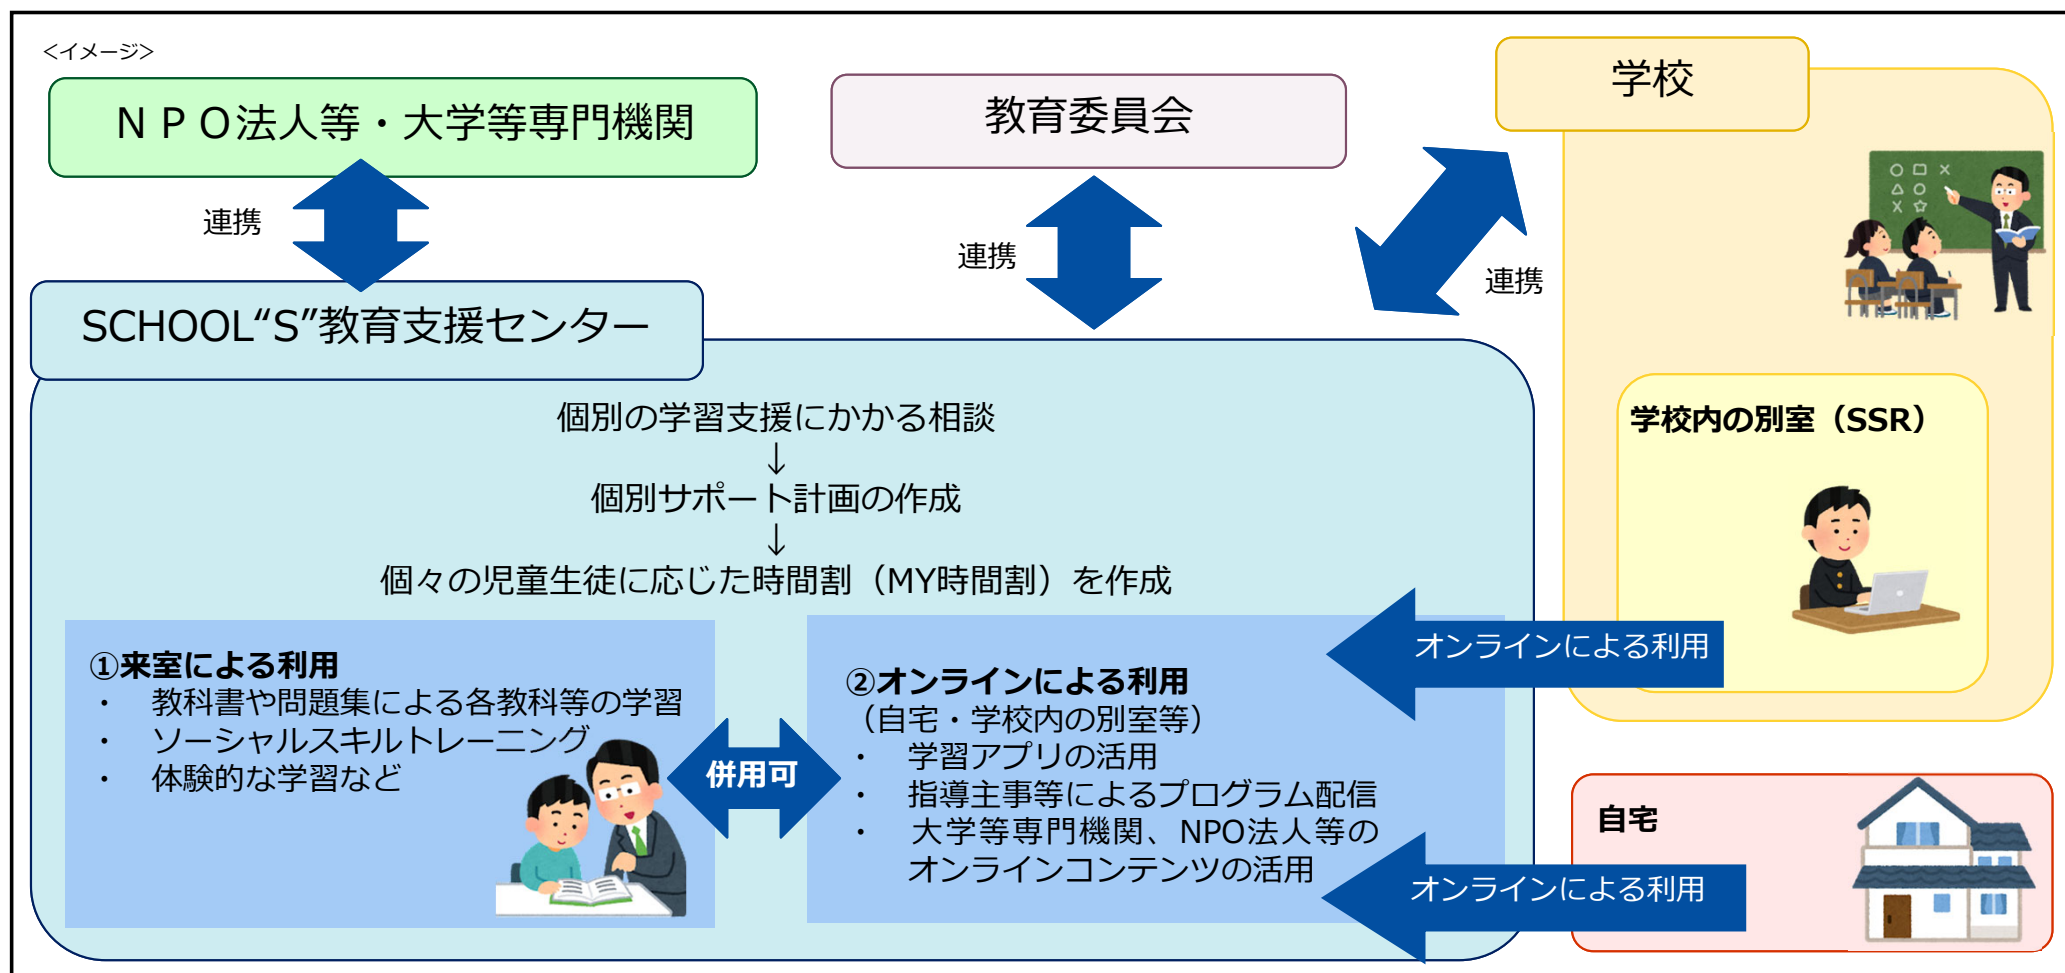 <イメージ>
ＮＰＯ法人等・大学等専門機関
教育委員会
学校
連携
連携
連携
SCHOOL“S”教育支援センター
個別の学習支援にかかる相談
↓
個別サポート計画の作成
↓
個々の児童生徒に応じた時間割（MY時間割）を作成
学校内の別室（SSR）
オンラインによる利用
①来室による利用
・ 教科書や問題集による各教科等の学習
・ ソーシャルスキルトレーニング
・ 体験的な学習など
併用可
②オンラインによる利用
（自宅・学校内の別室等）
・ 学習アプリの活用
・ 指導主事等によるプログラム配信
・ 大学等専門機関、NPO法人等の
オンラインコンテンツの活用
自宅
オンラインによる利用